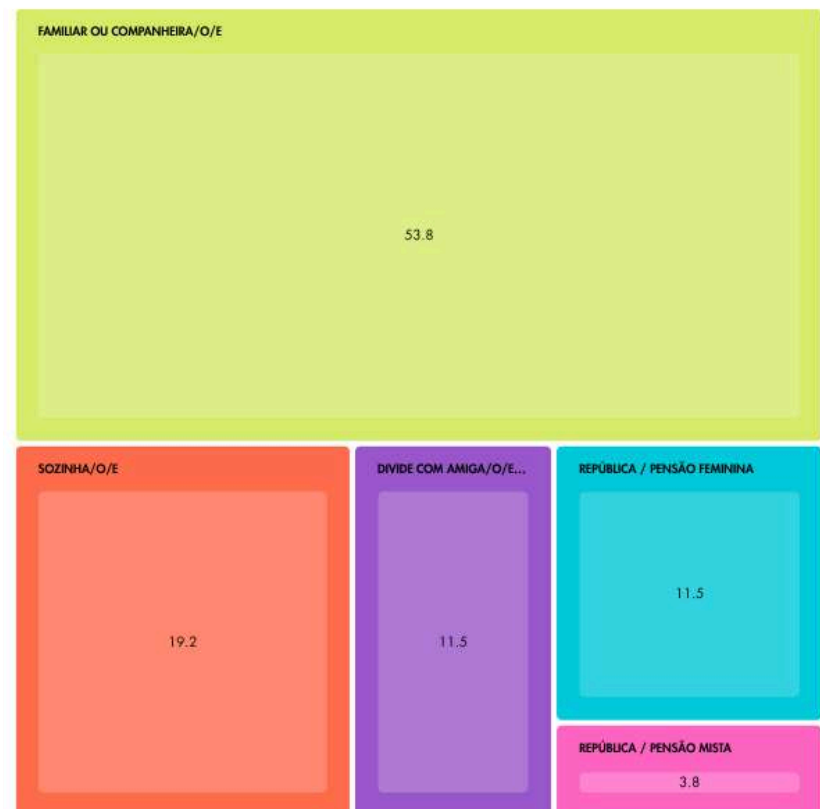 FAMILIAR OU COMPANHEIRA/O/E
53.8
SOZINHA/O/E
19.2
DIVIDE COM AMIGA/O/E...
11.5
REPÚBLICA / PENSÃO FEMININA
11.5
REPÚBLICA / PENSÃO MISTA
3.8